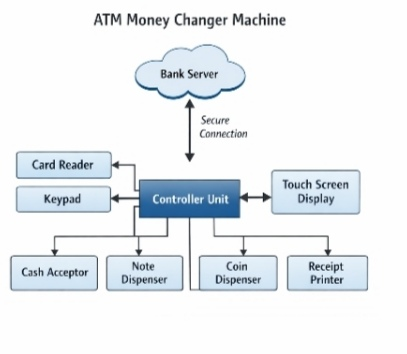 ATM Money Changer Machine
Bank Server
Secure
Connection
Card Reader
Keypad
Controller Unit
Touch Screen
Display
Cash Acceptor
Note
Dispenser
Coin
Dispenser
Receipt
Printer